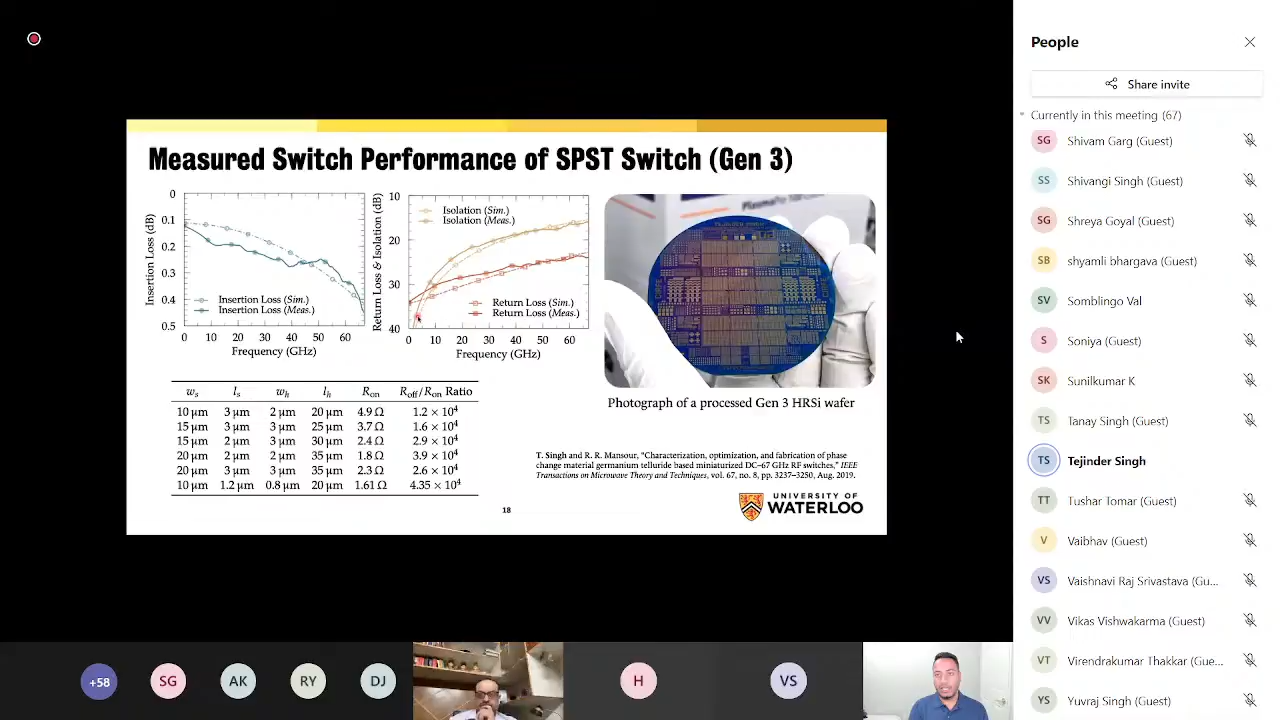 Measured Switch Performance of SPST Switch (Gen 3)
0
0.1
0.2
0.3
0.4
0.5
Insertion Loss (dB)
Insertion Loss (Sim.)
Insertion Loss (Meas.)
0 10 20 30 40 50 60
Frequency (GHz)
10
20
30
40
Return Loss & Isolation (dB)
Isolation (Sim.)
Isolation (Meas.)
Return Loss (Sim.)
Return Loss (Meas.)
0 10 20 30 40 50 60
Frequency (GHz)
Photograph of a processed Gen 3 HRSi wafer
ws ls wh lh Ron Roff/Ron Ratio
10 μm 3 μm 2 μm 20 μm 4.9 Ω 1.2 × 10⁴
15 μm 3 μm 3 μm 25 μm 3.7 Ω 1.6 × 10⁴
15 μm 2 μm 3 μm 30 μm 2.4 Ω 2.9 × 10⁴
20 μm 2 μm 2 μm 35 μm 1.8 Ω 3.9 × 10⁴
20 μm 3 μm 3 μm 35 μm 2.3 Ω 2.6 × 10⁴
10 μm 1.2 μm 0.8 μm 20 μm 1.61 Ω 4.35 × 10⁴
T. Singh and R. R. Mansour, "Characterization, optimization, and fabrication of phase
change material germanium telluride based miniaturized DC–67 GHz RF switches," IEEE
Transactions on Microwave Theory and Techniques, vol. 67, no. 8, pp. 3237–3250, Aug. 2019.
18
UNIVERSITY OF
WATERLOO
People
Share invite
Currently in this meeting (67)
SG Shivam Garg (Guest)
SS Shivangi Singh (Guest)
SG Shreya Goyal (Guest)
SB shyamli bhargava (Guest)
SV Somblingo Val
S Soniya (Guest)
SK Sunilkumar K
TS Tanay Singh (Guest)
TS Tejinder Singh
TT Tushar Tomar (Guest)
V Vaibhav (Guest)
VS Vaishnavi Raj Srivastava (Gu...
VV Vikas Vishwakarma (Guest)
VT Virendrakumar Thakkar (Gue...
YS Yuvraj Singh (Guest)
+58 SG AK RY DJ H VS